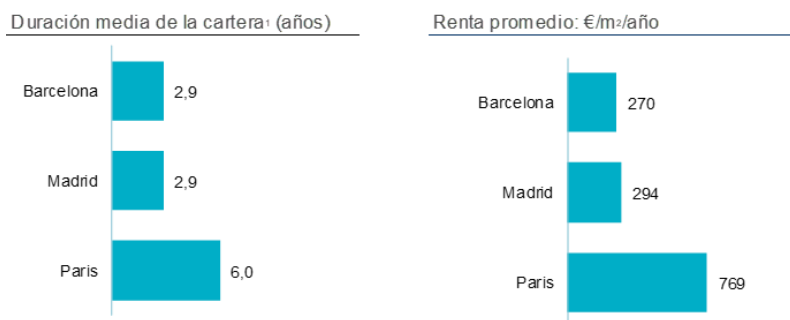 Duración media de la cartera¹ (años)
Barcelona 2,9
Madrid 2,9
Paris 6,0
Renta promedio: €/m²/año
Barcelona 270
Madrid 294
Paris 769